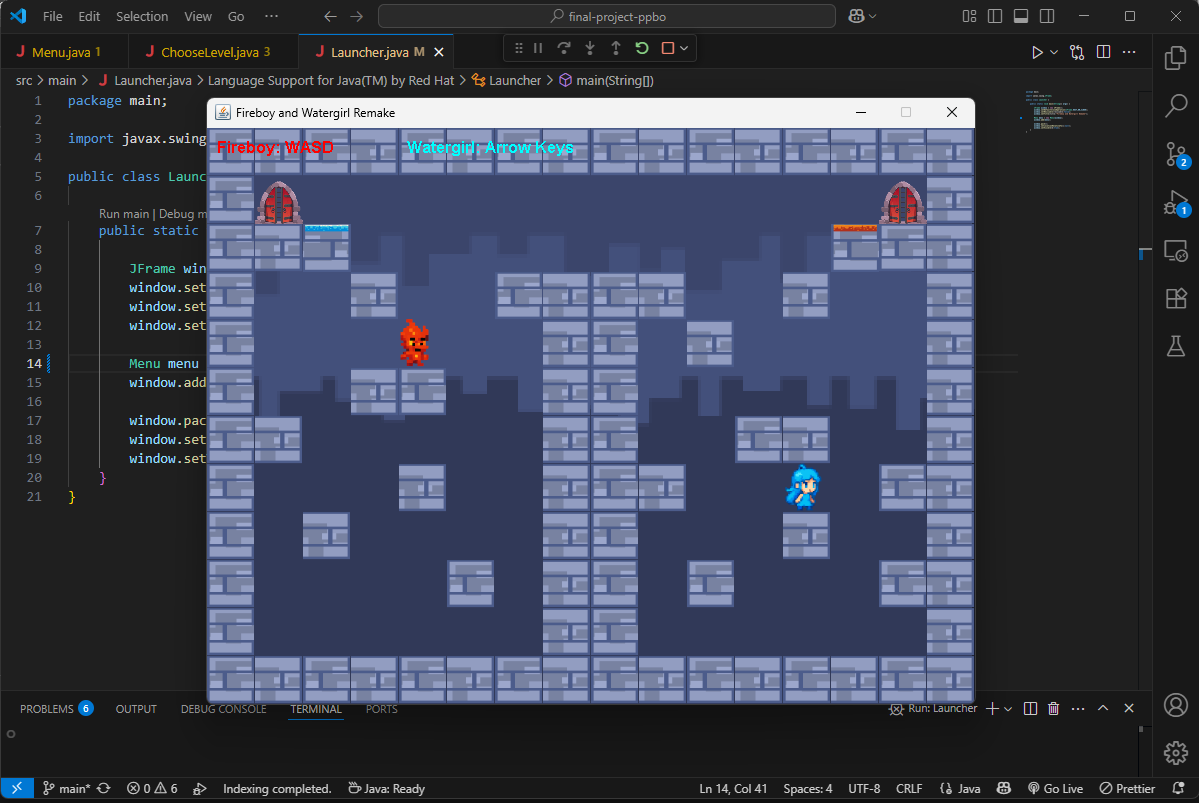 File Edit Selection View Go ··· final-project-ppbo
Menu.java 1 ChooseLevel.java 3 Launcher.java M
src > main > Launcher.java > Language Support for Java(TM) by Red Hat > Launcher > main(String[])
1 package main;
2
3 import javax.swing
4
5 public class Launc
6
Run main | Debug m
7 public static
8
9 JFrame win
10 window.set
11 window.set
12 window.set
13
14 Menu menu
15 window.add
16
17 window.pac
18 window.set
19 window.set
20 }
21 }
Fireboy and Watergirl Remake
Fireboy: WASD Watergirl: Arrow Keys
2
1
PROBLEMS 6 OUTPUT DEBUG CONSOLE TERMINAL PORTS Run: Launcher
main* 0 6 Indexing completed. Java: Ready Ln 14, Col 41 Spaces: 4 UTF-8 CRLF {} Java Go Live Prettier